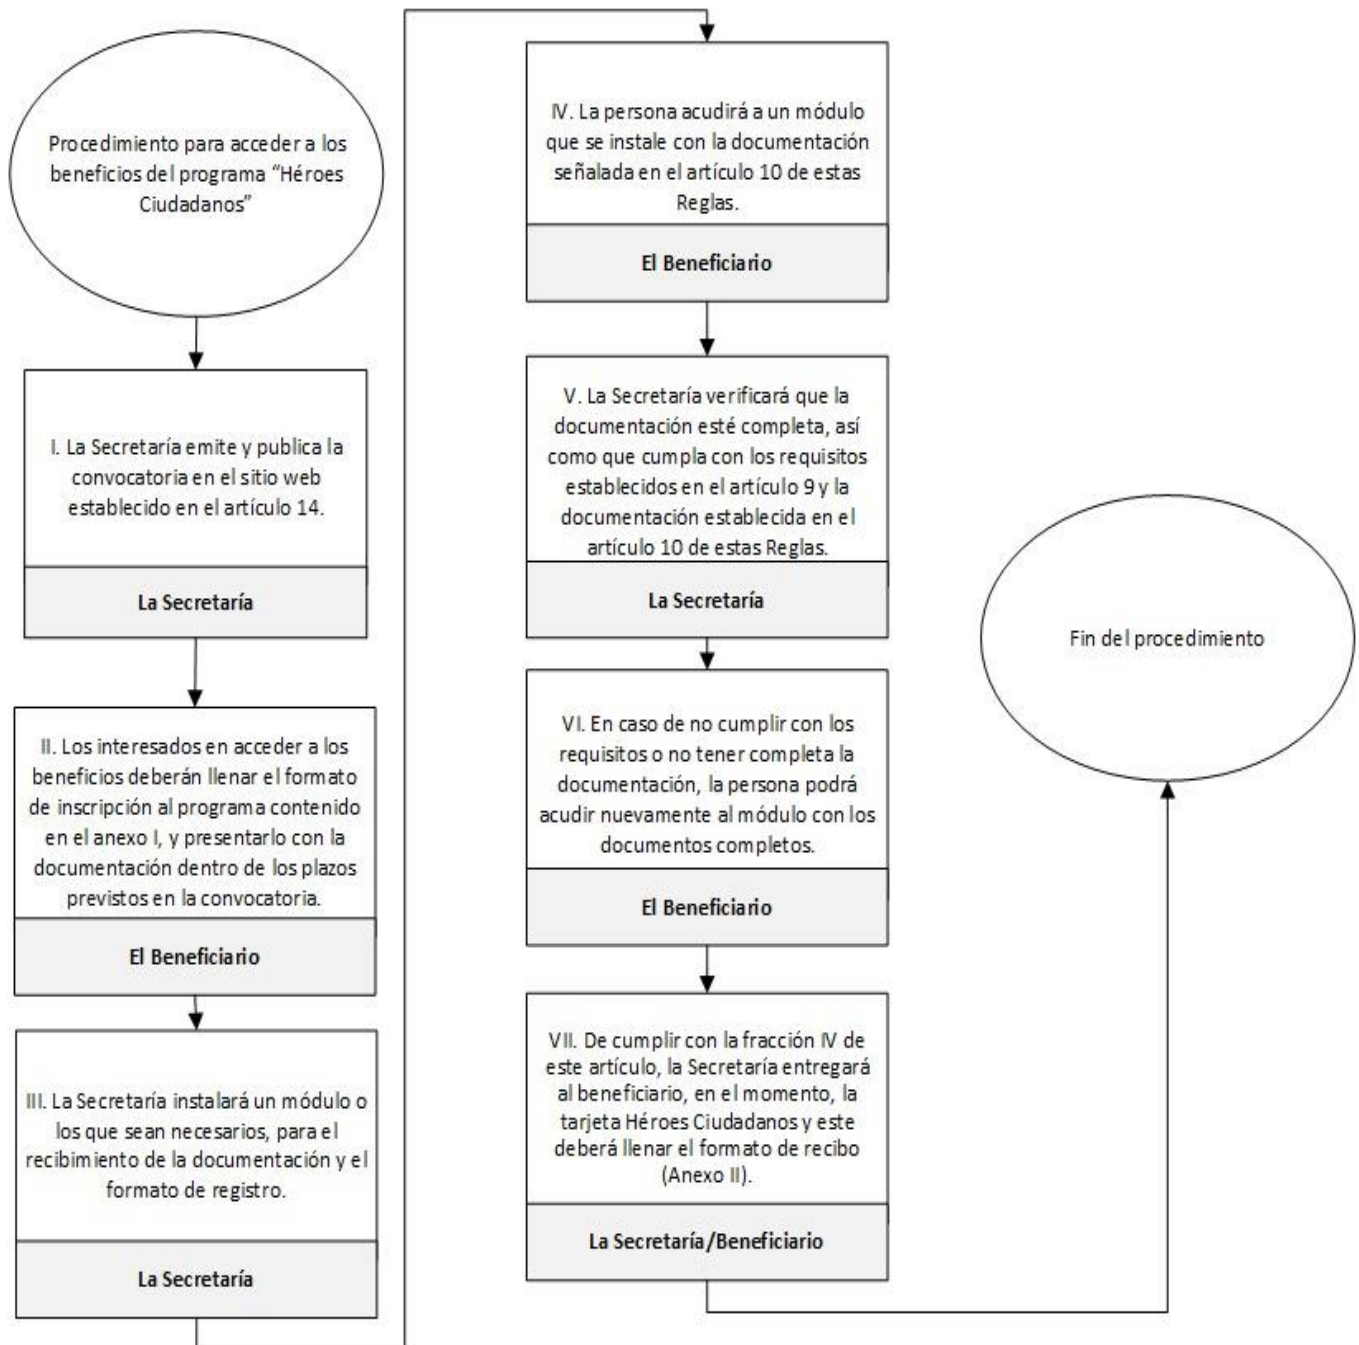 Procedimiento para acceder a los
beneficios del programa “Héroes
Ciudadanos”
I. La Secretaría emite y publica la
convocatoria en el sitio web
establecido en el artículo 14.
La Secretaría
II. Los interesados en acceder a los
beneficios deberán llenar el formato
de inscripción al programa contenido
en el anexo I, y presentarlo con la
documentación dentro de los plazos
previstos en la convocatoria.
El Beneficiario
III. La Secretaría instalará un módulo o
los que sean necesarios, para el
recibimiento de la documentación y el
formato de registro.
La Secretaría
IV. La persona acudirá a un módulo
que se instale con la documentación
señalada en el artículo 10 de estas
Reglas.
El Beneficiario
V. La Secretaría verificará que la
documentación esté completa, así
como que cumpla con los requisitos
establecidos en el artículo 9 y la
documentación establecida en el
artículo 10 de estas Reglas.
La Secretaría
VI. En caso de no cumplir con los
requisitos o no tener completa la
documentación, la persona podrá
acudir nuevamente al módulo con los
documentos completos.
El Beneficiario
VII. De cumplir con la fracción IV de
este artículo, la Secretaría entregará
al beneficiario, en el momento, la
tarjeta Héroes Ciudadanos y este
deberá llenar el formato de recibo
(Anexo II).
La Secretaría/Beneficiario
Fin del procedimiento